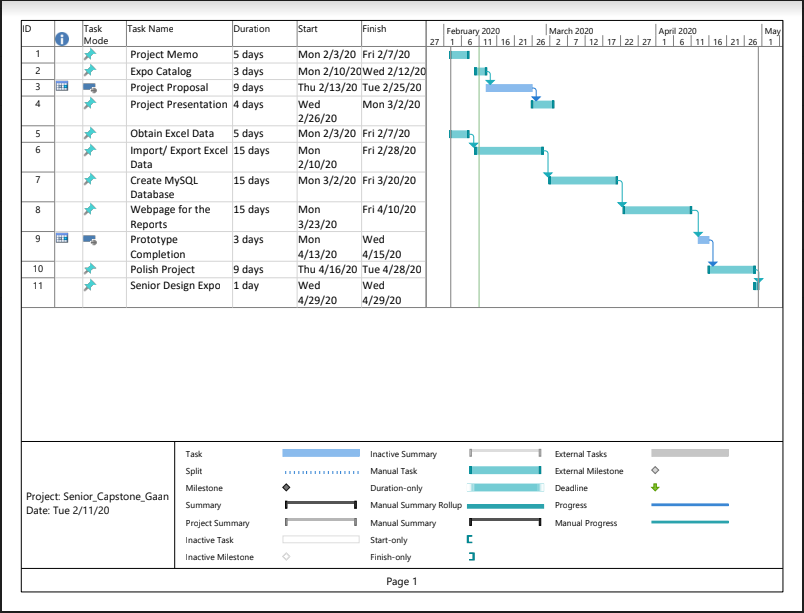 ID Task Mode Task Name Duration Start Finish
February 2020 March 2020 April 2020 May
27 1 6 11 16 21 26 2 7 12 17 22 27 1 6 11 16 21 26 1
1 Project Memo 5 days Mon 2/3/20 Fri 2/7/20
2 Expo Catalog 3 days Mon 2/10/20 Wed 2/12/20
3 Project Proposal 9 days Thu 2/13/20 Tue 2/25/20
4 Project Presentation 4 days Wed Mon 3/2/20
2/26/20
5 Obtain Excel Data 5 days Mon 2/3/20 Fri 2/7/20
6 Import/ Export Excel 15 days Mon Fri 2/28/20
Data 2/10/20
7 Create MySQL 15 days Mon 3/2/20 Fri 3/20/20
Database
8 Webpage for the 15 days Mon Fri 4/10/20
Reports 3/23/20
9 Prototype 3 days Mon Wed
Completion 4/13/20 4/15/20
10 Polish Project 9 days Thu 4/16/20 Tue 4/28/20
11 Senior Design Expo 1 day Wed Wed
4/29/20 4/29/20
Project: Senior_Capstone_Gaan
Date: Tue 2/11/20
Task
Split
Milestone
Summary
Project Summary
Inactive Task
Inactive Milestone
Inactive Summary
Manual Task
Duration-only
Manual Summary Rollup
Manual Summary
Start-only
Finish-only
External Tasks
External Milestone
Deadline
Progress
Manual Progress
Page 1